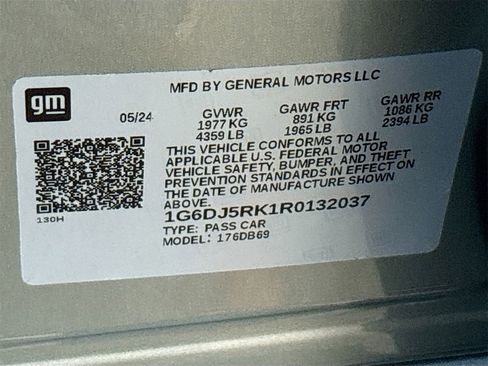 gm
MFD BY GENERAL MOTORS LLC
05/24 GVWR GAWR FRT GAWR RR
1977 KG 891 KG 1086 KG
4359 LB 1965 LB 2394 LB
THIS VEHICLE CONFORMS TO ALL
APPLICABLE U.S. FEDERAL MOTOR
VEHICLE SAFETY, BUMPER, AND THEFT
PREVENTION STANDARDS IN EFFECT ON
THE DATE OF MANUFACTURE SHOWN
ABOVE.
130H
1G6DJ5RK1R0132037
TYPE: PASS CAR
MODEL: 176DB69